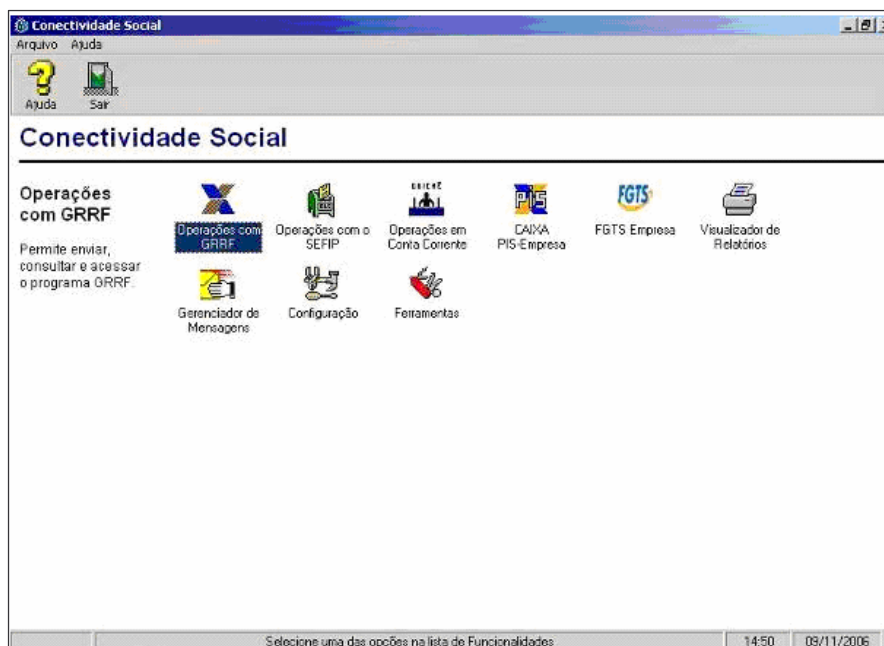 Conectividade Social
Arquivo Ajuda
Ajuda Sair
Conectividade Social
Operações
com GRRF
Permite enviar,
consultar e acessar
o programa GRRF.
Operações com
GRRF
Operações com o
SEFIP
Operações em
Conta Corrente
PIS
CAIXA
PIS-Empresa
FGTS
FGTS Empresa
Visualizador de
Relatórios
Gerenciador de
Mensagens
Configuração
Ferramentas
Selecione uma das opções na lista de Funcionalidades
14:50 09/11/2006